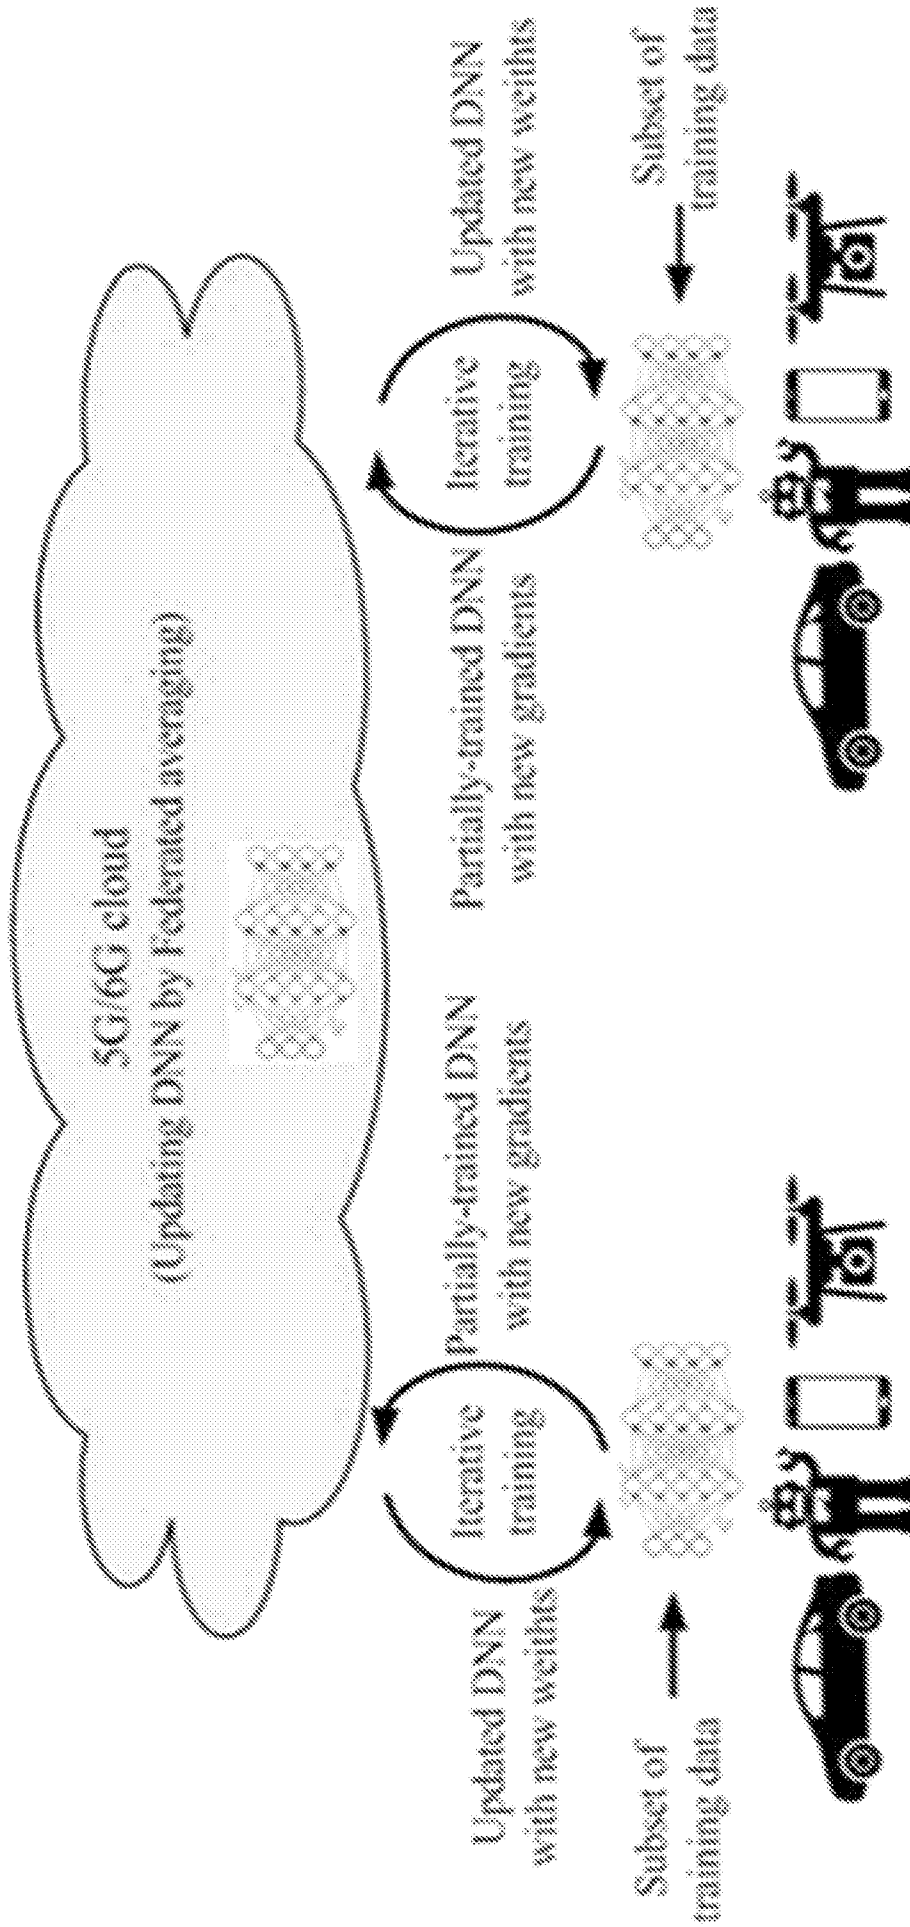 5G/6G cloud
(Updating DNN by Federated averaging)
Updated DNN
with new weithts
Iterative
training
Partially-trained DNN
with new gradients
Partially-trained DNN
with new gradients
Iterative
training
Updated DNN
with new weithts
Subset of
training data
Subset of
training data